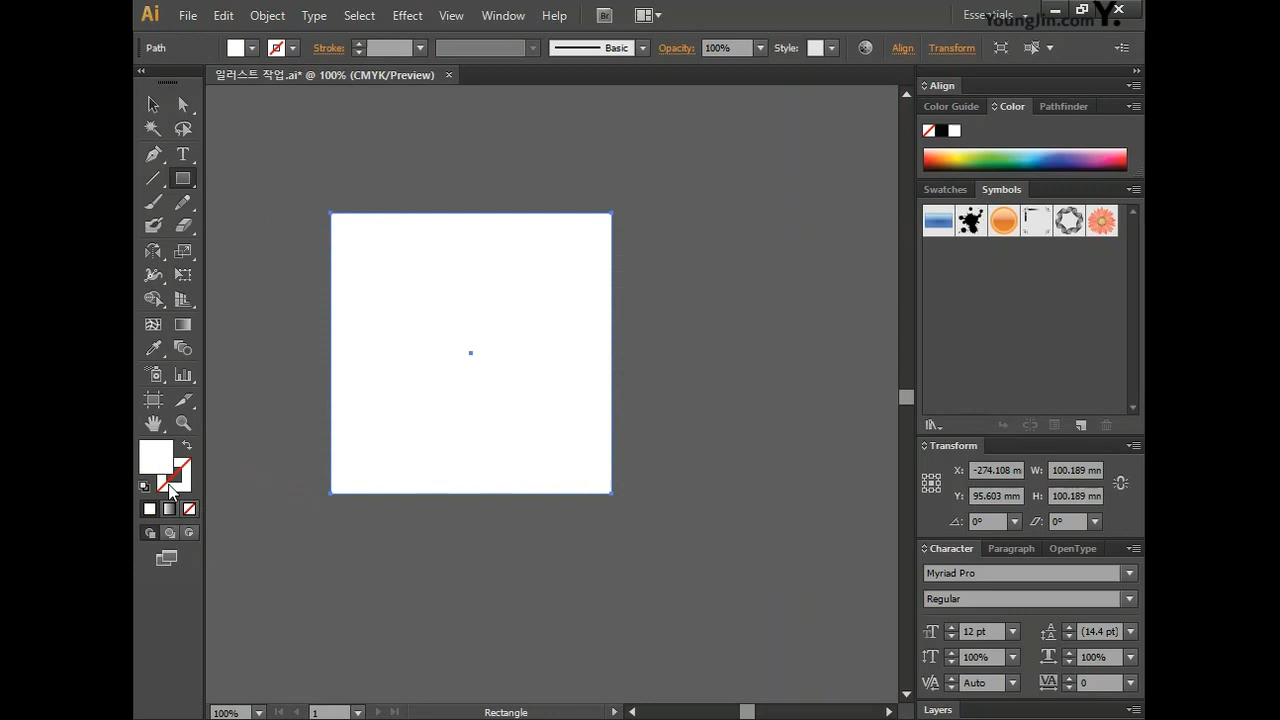 Ai File Edit Object Type Select Effect View Window Help Br Essentials
YoungJin.com Y.
Path Stroke: Basic Opacity: 100% Style: Align Transform
일러스트 작업.ai* @ 100% (CMYK/Preview) ×
Align
Color Guide Color Pathfinder
Swatches Symbols
Transform
X: -274.108 m W: 100.189 mm
Y: 95.603 mm H: 100.189 mm
0° 0°
Character Paragraph OpenType
Myriad Pro
Regular
12 pt (14.4 pt)
100% 100%
Auto 0
Layers
100% 1 Rectangle